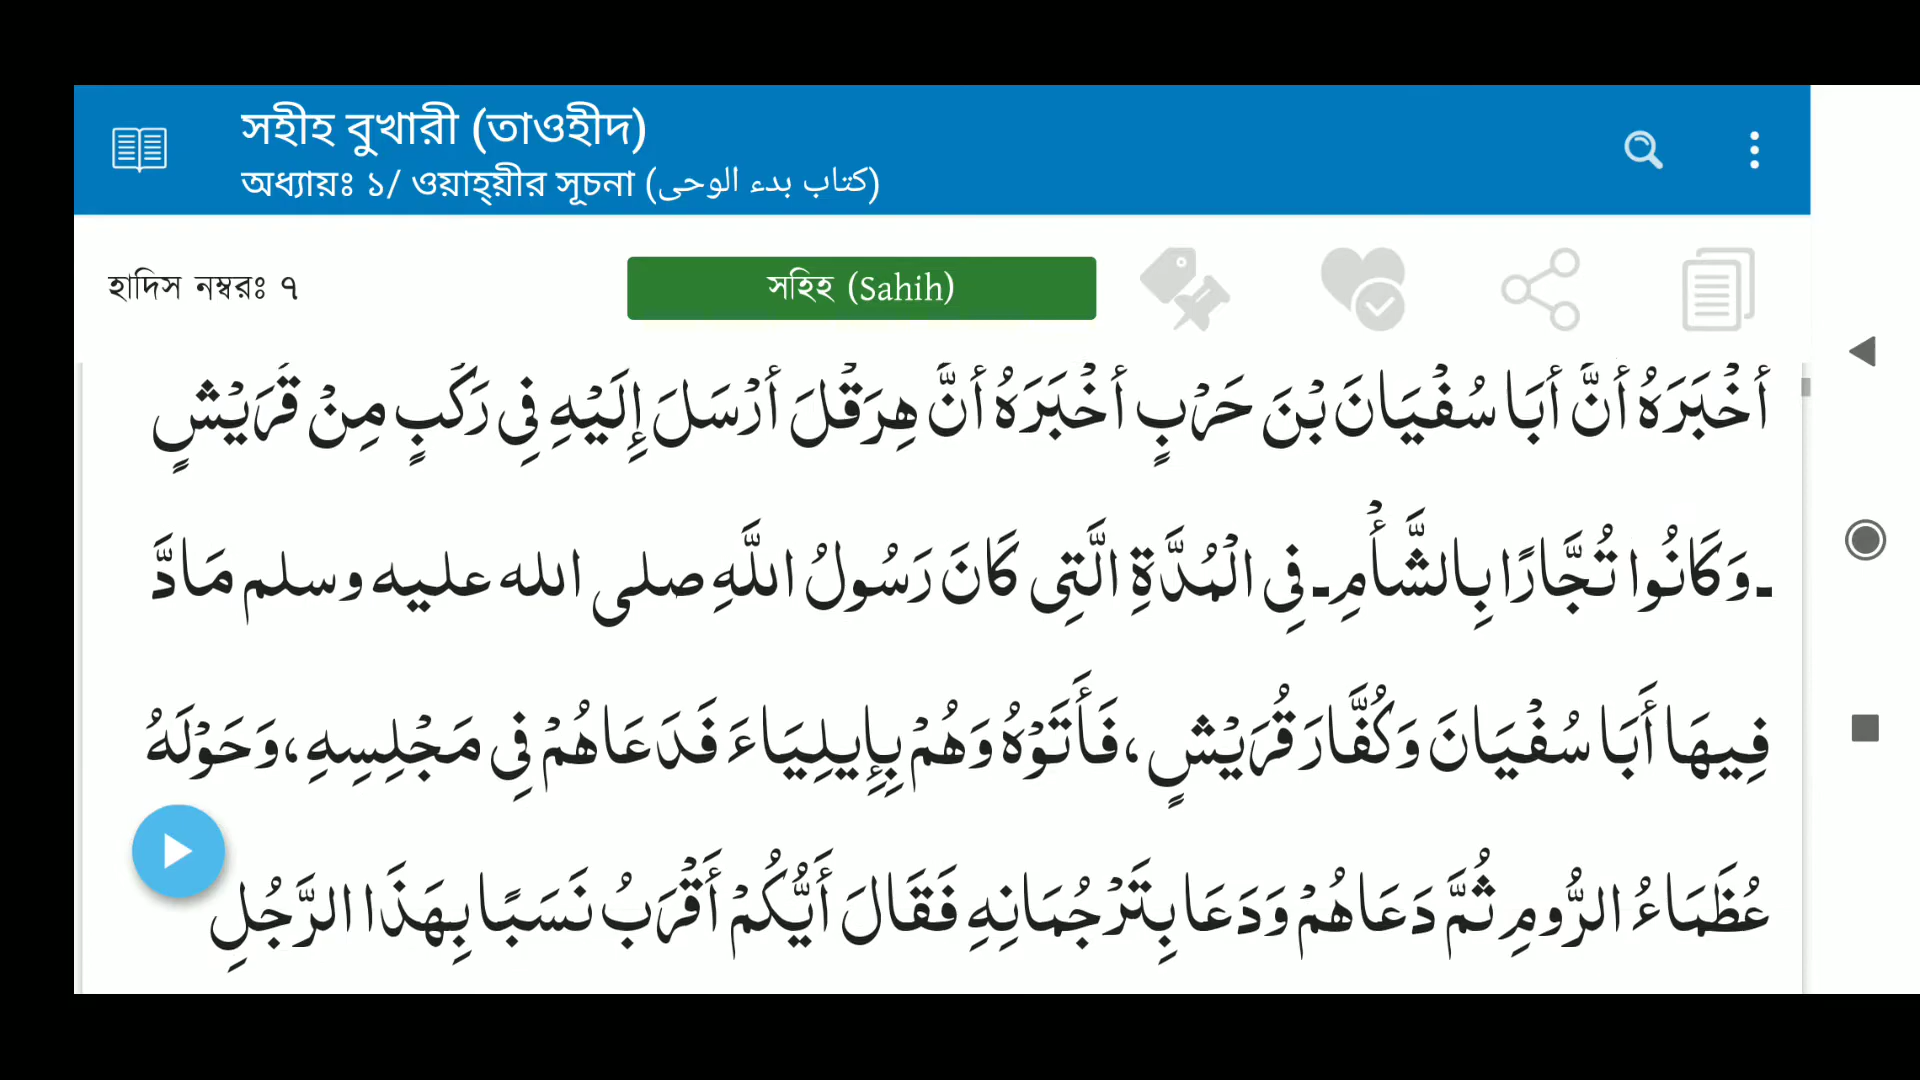 সহীহ বুখারী (তাওহীদ)
অধ্যায়ঃ ১/ ওয়াহ্‌য়ীর সূচনা (كتاب بدء الوحى)
হাদিস নম্বরঃ ৭
সহিহ (Sahih)
أَخْبَرَهُ أَنَّ أَبَا سُفْيَانَ بْنَ حَرْبٍ أَخْبَرَهُ أَنَّ هِرَقْلَ أَرْسَلَ إِلَيْهِ فِي رَكْبٍ مِنْ قُرَيْشٍ
ـ وَكَانُوا تُجَّارًا بِالشَّأْمِ ـ فِي الْمُدَّةِ الَّتِي كَانَ رَسُولُ اللَّهِ صلى الله عليه وسلم مَادَّ
فِيهَا أَبَا سُفْيَانَ وَكُفَّارَ قُرَيْشٍ، فَأَتَوْهُ وَهُمْ بِإِيلِيَاءَ فَدَعَاهُمْ فِي مَجْلِسِهِ، وَحَوْلَهُ
عُظَمَاءُ الرُّومِ ثُمَّ دَعَاهُمْ وَدَعَا بِتَرْجُمَانِهِ فَقَالَ أَيُّكُمْ أَقْرَبُ نَسَبًا بِهَذَا الرَّجُلِ